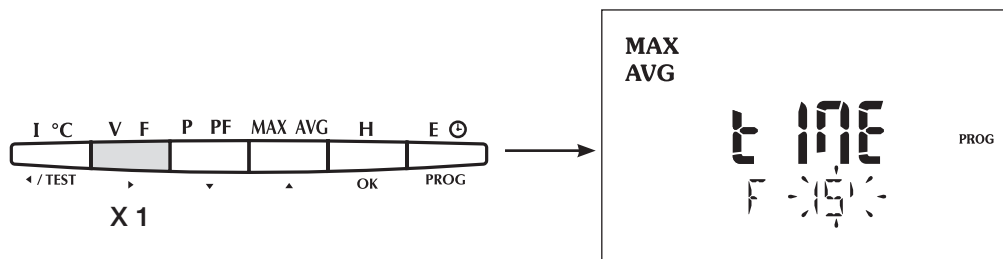 I °C V F P PF MAX AVG H E
◂ / TEST ▸ ▾ ▴ OK PROG
X 1
MAX
AVG
tIME
PROG
F 15